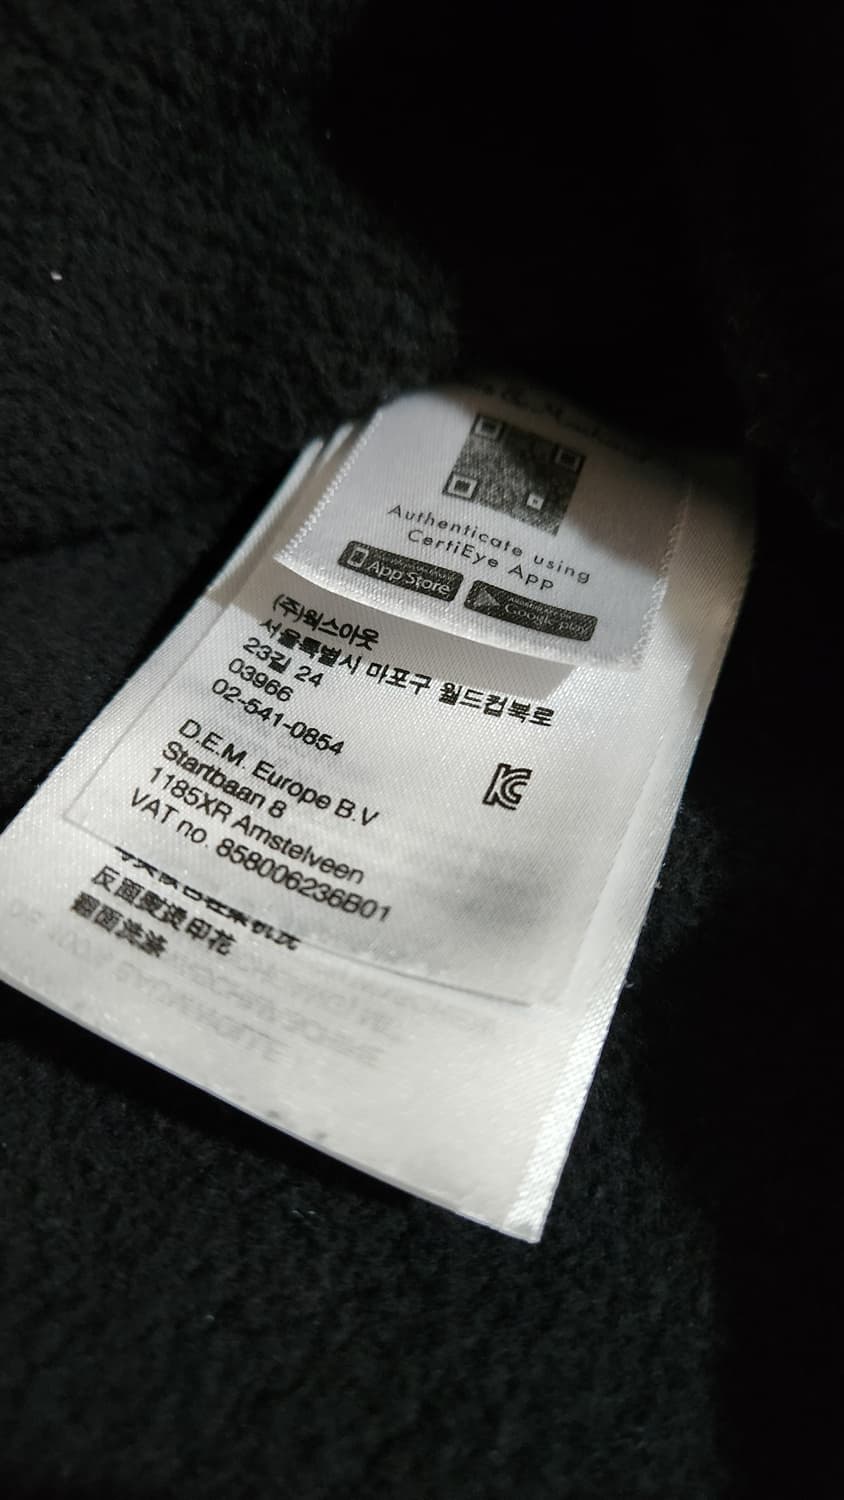 Authenticate using
CertiEye App
App Store
Google play
(주)웍스아웃
서울특별시 마포구 월드컵북로
23길 24
03966
02-541-0854
D.E.M. Europe B.V
Startbaan 8
1185XR Amstelveen
VAT no. 858006236B01
反面熨烫印花
翻面洗涤